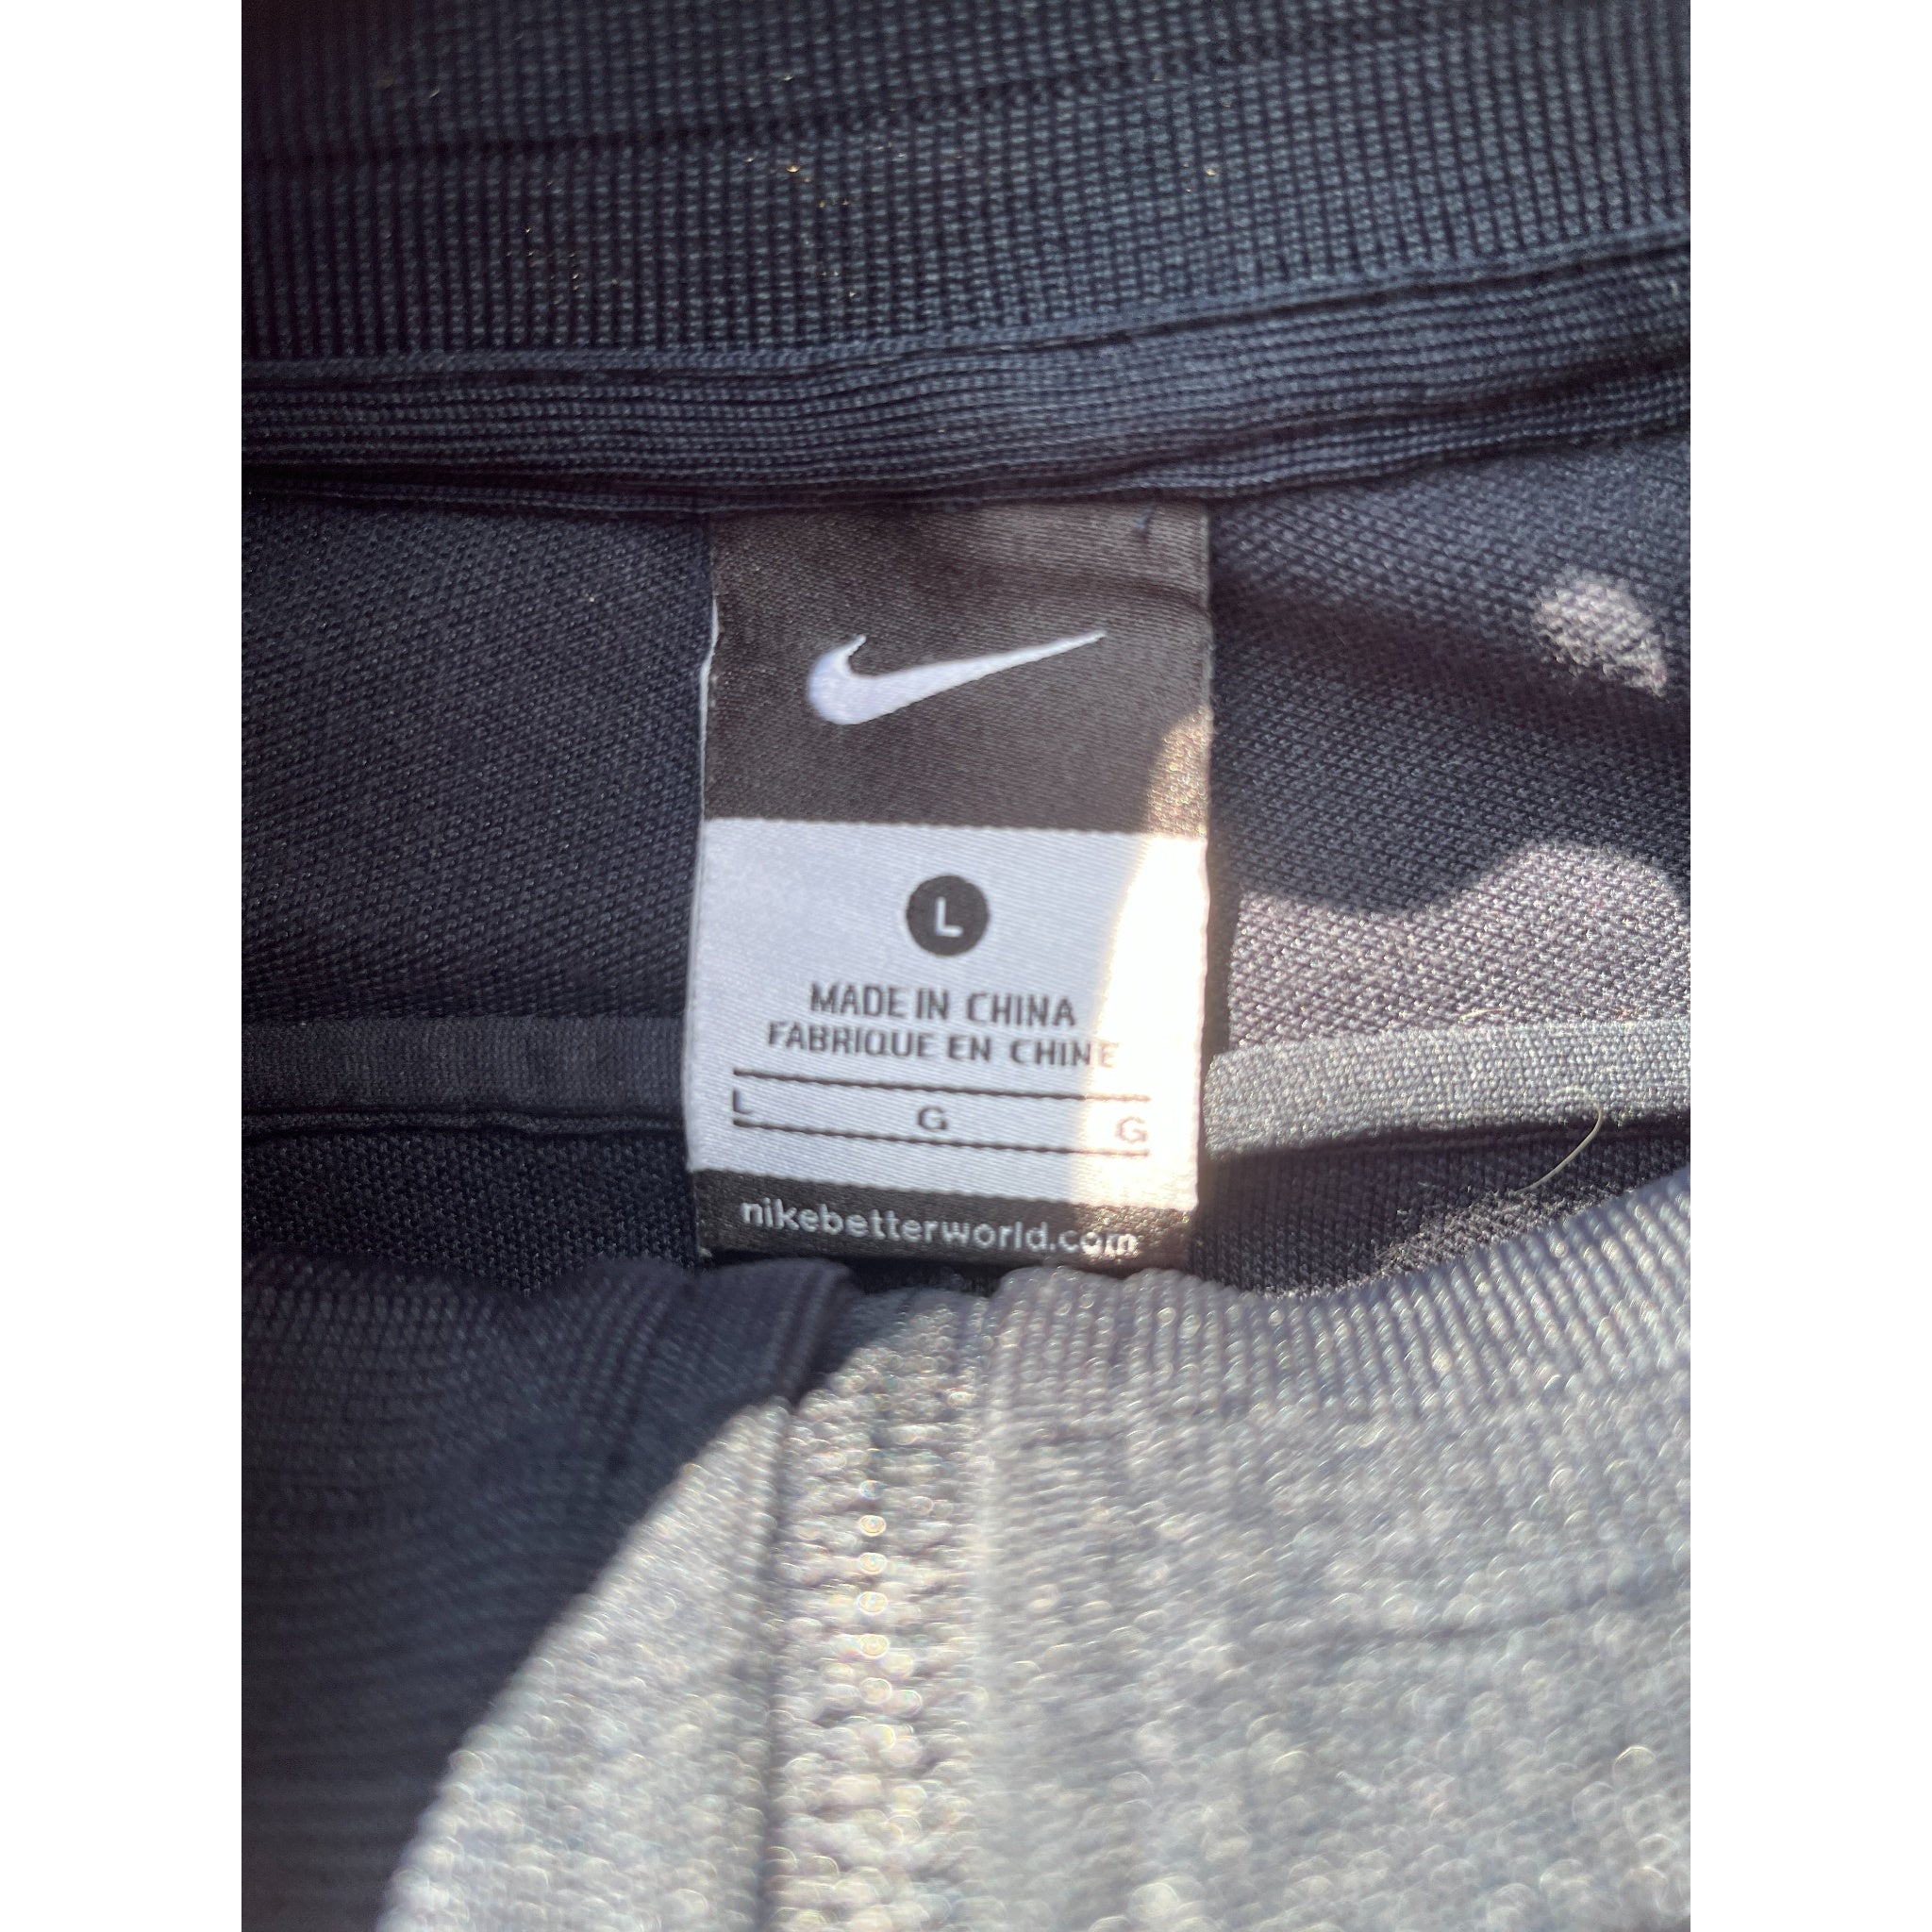 L
MADE IN CHINA
FABRIQUE EN CHINE
L G G
nikebetterworld.com